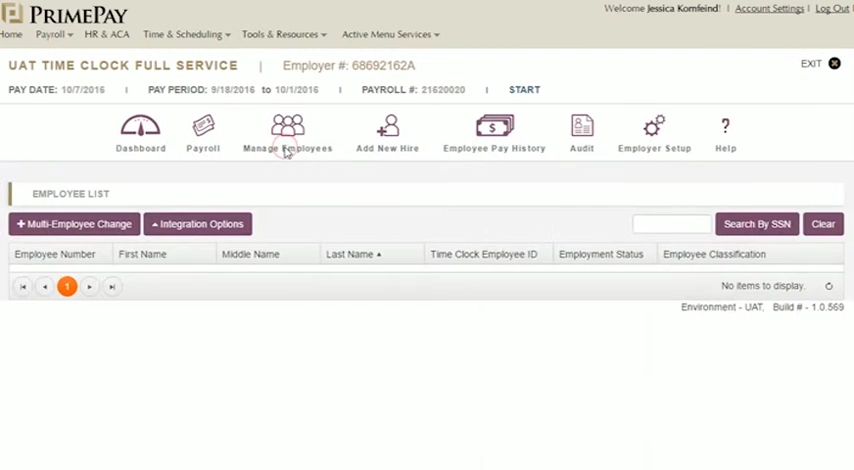 PRIMEPAY
Welcome Jessica Kornfeind! | Account Settings | Log Out
Home Payroll HR & ACA Time & Scheduling Tools & Resources Active Menu Services
UAT TIME CLOCK FULL SERVICE | Employer #: 68692162A EXIT
PAY DATE: 10/7/2016 | PAY PERIOD: 9/18/2016 to 10/1/2016 | PAYROLL #: 21620020 | START
Dashboard Payroll Manage Employees Add New Hire Employee Pay History Audit Employer Setup Help
EMPLOYEE LIST
+ Multi-Employee Change Integration Options Search By SSN Clear
Employee Number First Name Middle Name Last Name Time Clock Employee ID Employment Status Employee Classification
1 No items to display.
Environment - UAT, Build # - 1.0.569